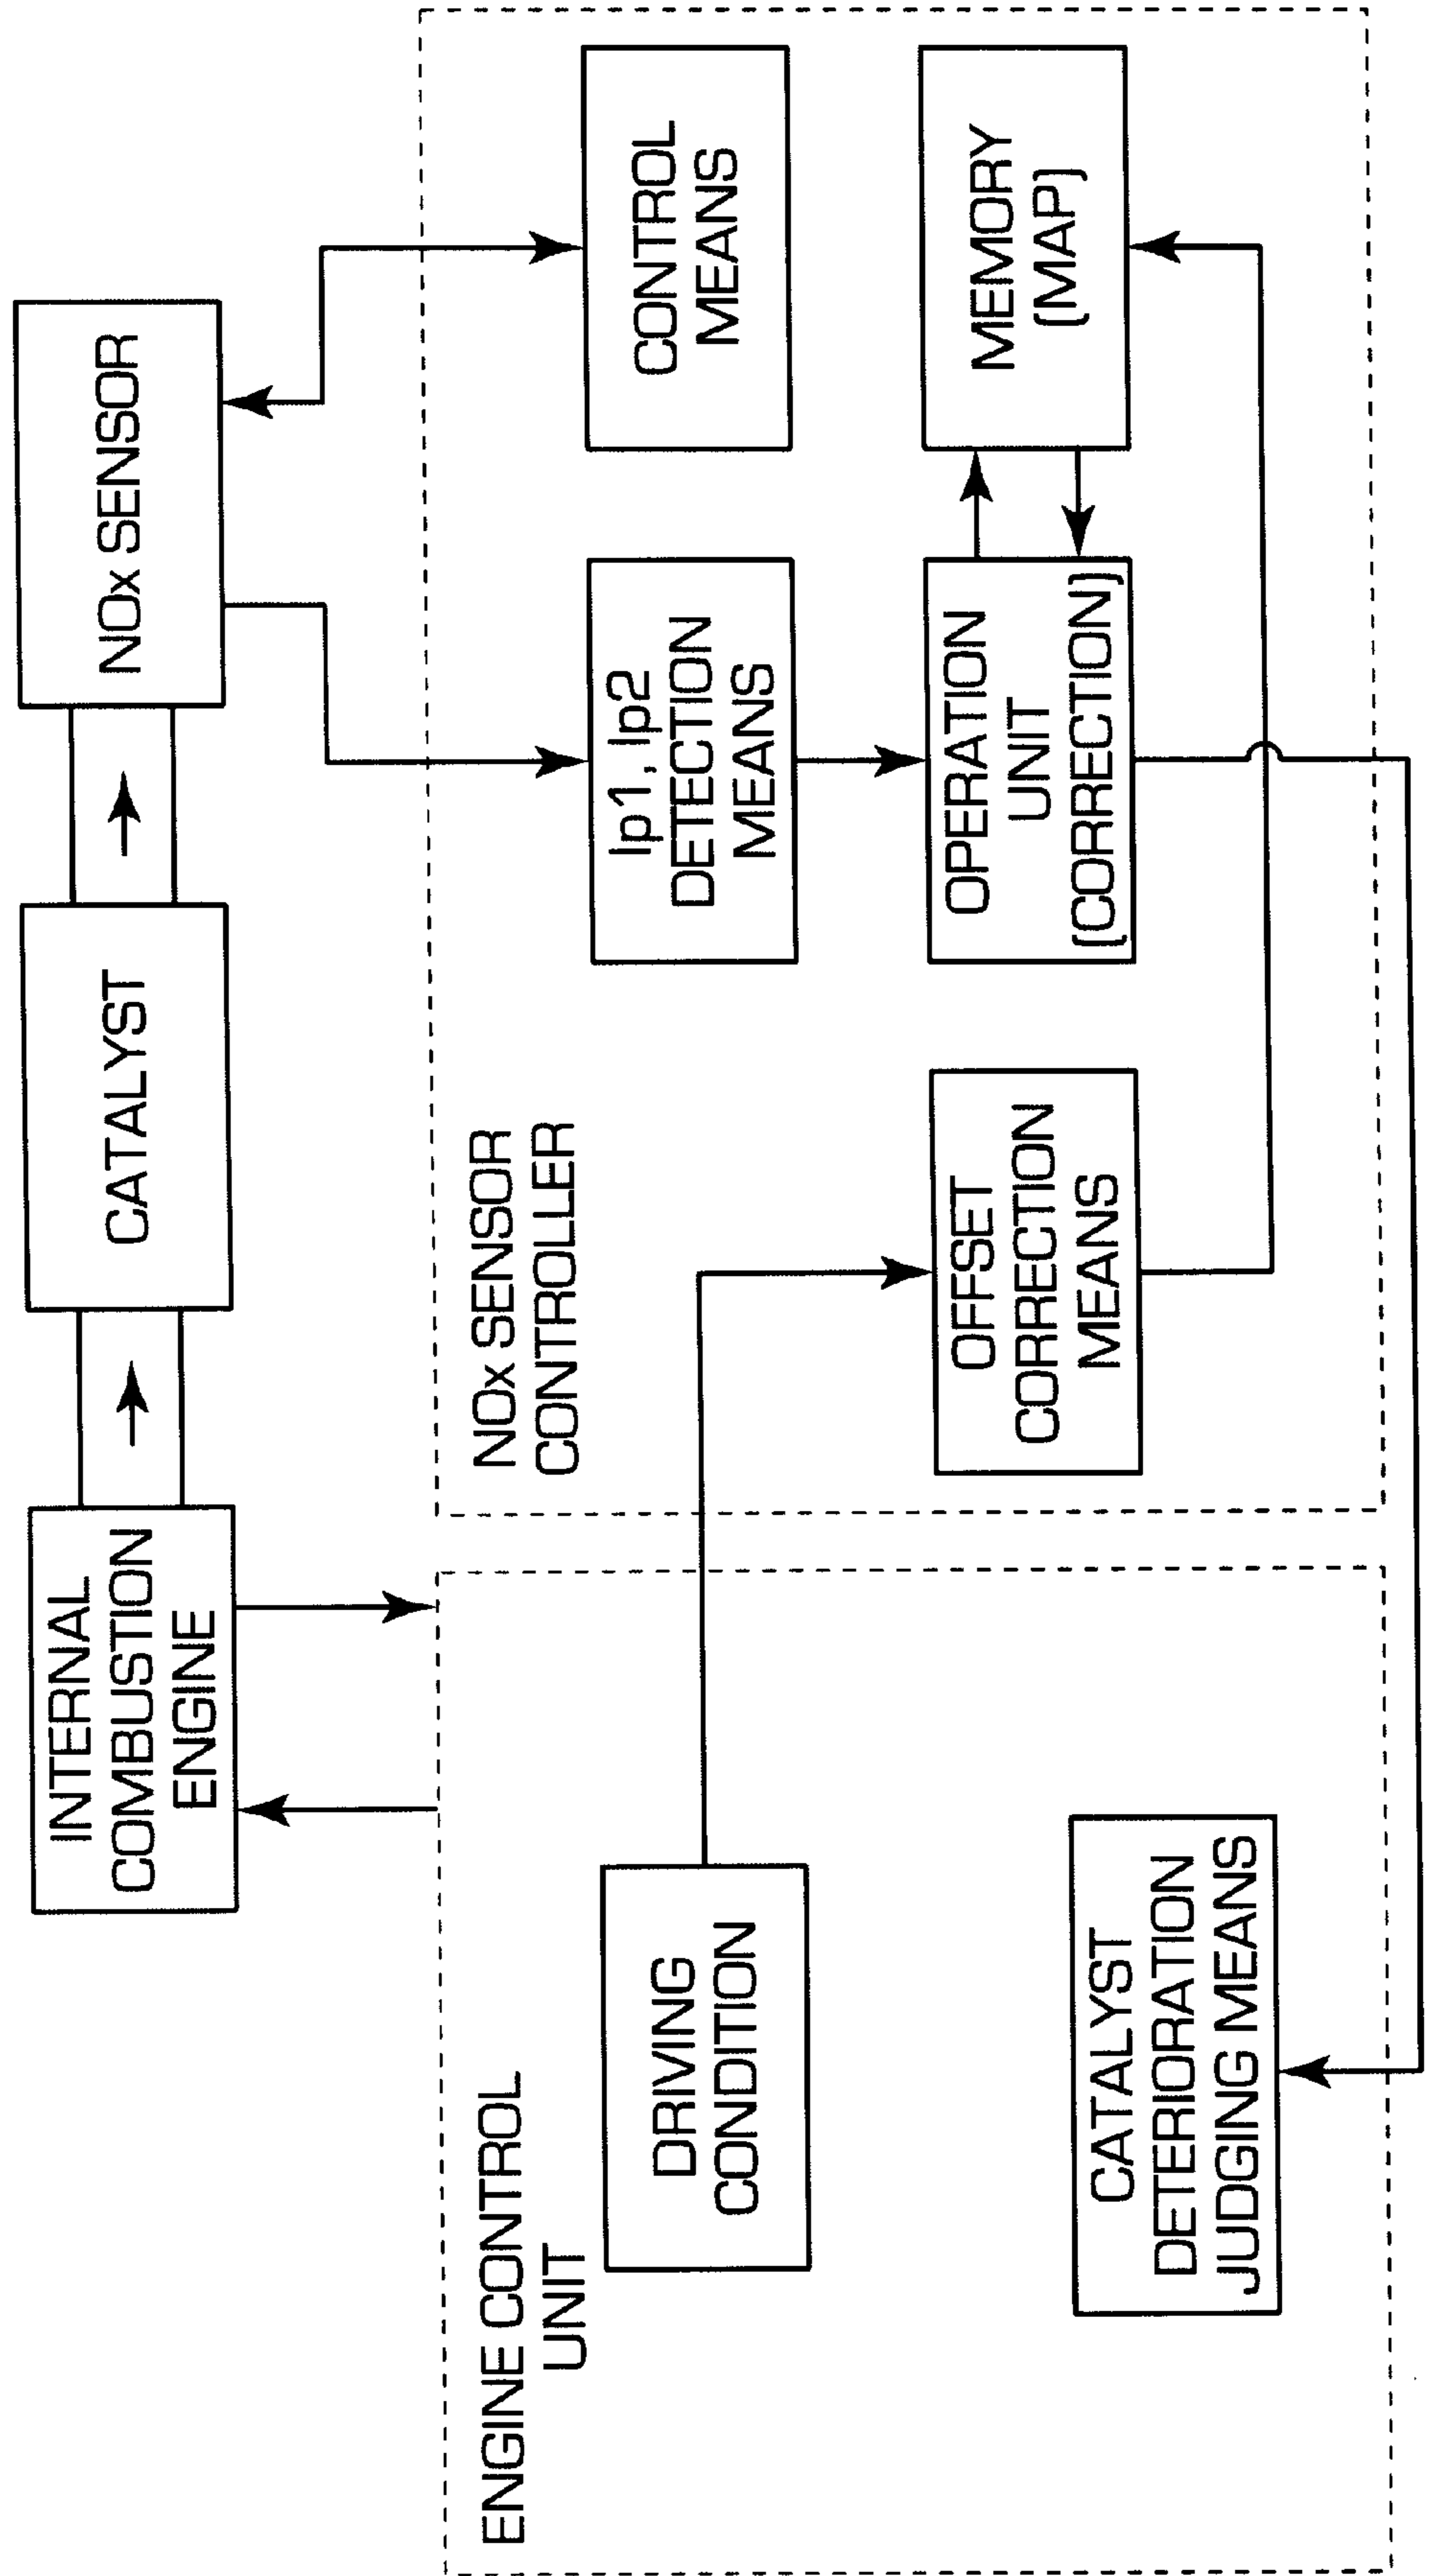 INTERNAL
COMBUSTION
ENGINE
CATALYST
NOx SENSOR
ENGINE CONTROL
UNIT
DRIVING
CONDITION
CATALYST
DETERIORATION
JUDGING MEANS
NOx SENSOR
CONTROLLER
Ip1, Ip2
DETECTION
MEANS
CONTROL
MEANS
OFFSET
CORRECTION
MEANS
OPERATION
UNIT
(CORRECTION)
MEMORY
(MAP)